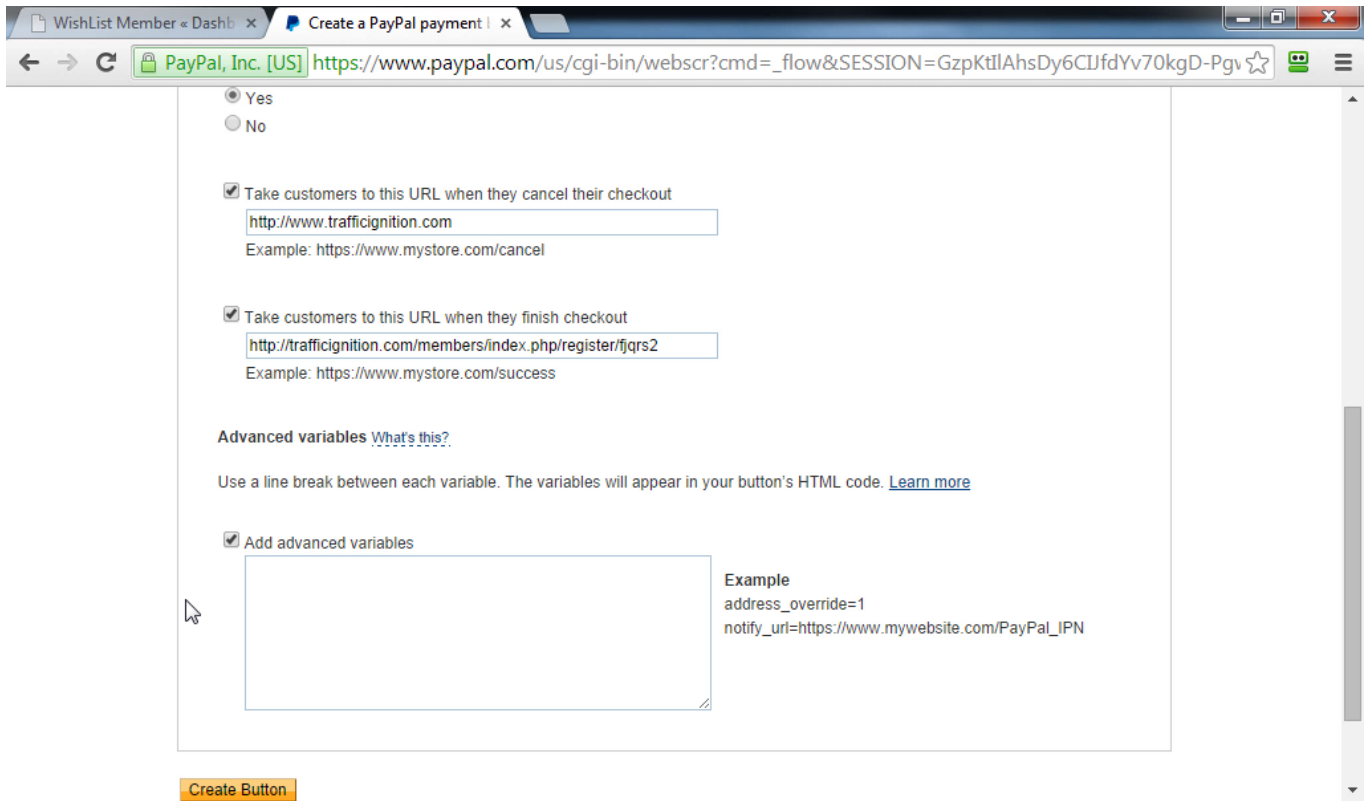 WishList Member « Dashb
Create a PayPal payment
PayPal, Inc. [US] https://www.paypal.com/us/cgi-bin/webscr?cmd=_flow&SESSION=GzpKtIlAhsDy6CIJfdYv70kgD-Pgv
Yes
No
Take customers to this URL when they cancel their checkout
http://www.trafficignition.com
Example: https://www.mystore.com/cancel
Take customers to this URL when they finish checkout
http://trafficignition.com/members/index.php/register/fjqrs2
Example: https://www.mystore.com/success
Advanced variables What's this?
Use a line break between each variable. The variables will appear in your button's HTML code. Learn more
Add advanced variables
Example
address_override=1
notify_url=https://www.mywebsite.com/PayPal_IPN
Create Button